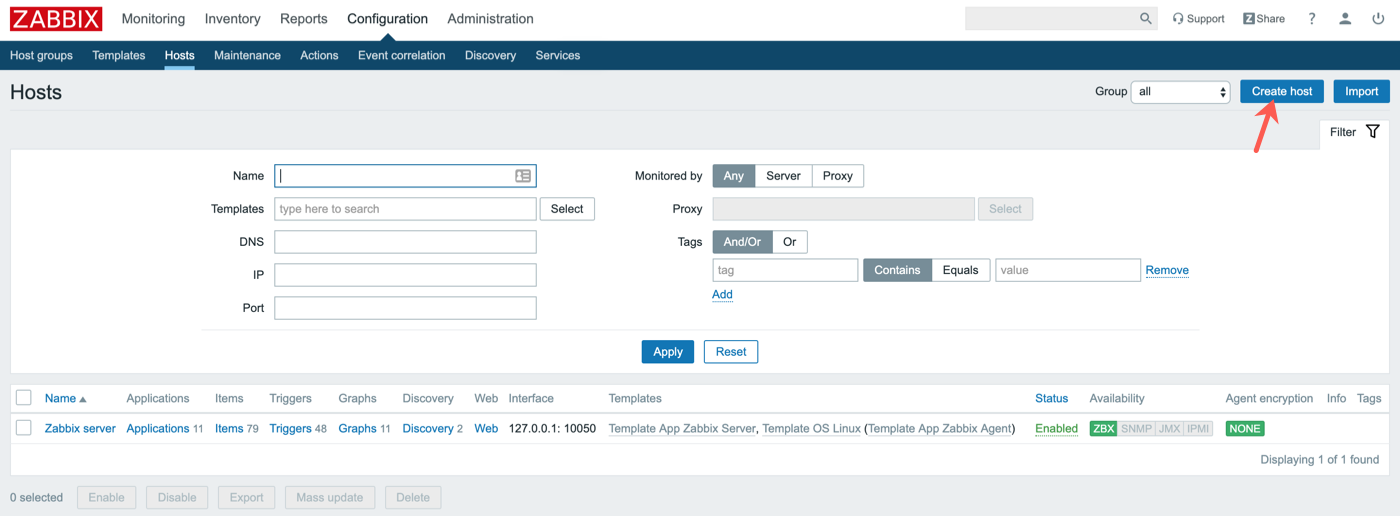 ZABBIX Monitoring Inventory Reports Configuration Administration Support Z Share ?
Host groups Templates Hosts Maintenance Actions Event correlation Discovery Services
Hosts Group all Create host Import
Filter
Name Monitored by Any Server Proxy
Templates type here to search Select Proxy Select
DNS Tags And/Or Or
IP tag Contains Equals value Remove
Add
Port
Apply Reset
Name Applications Items Triggers Graphs Discovery Web Interface Templates Status Availability Agent encryption Info Tags
Zabbix server Applications 11 Items 79 Triggers 48 Graphs 11 Discovery 2 Web 127.0.0.1: 10050 Template App Zabbix Server, Template OS Linux (Template App Zabbix Agent) Enabled ZBX SNMP JMX IPMI NONE
Displaying 1 of 1 found
0 selected Enable Disable Export Mass update Delete